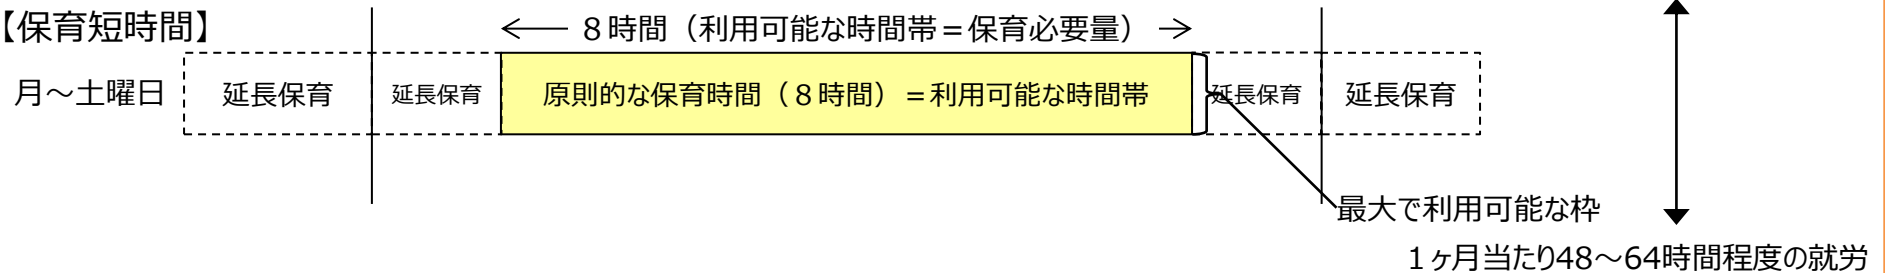 【保育短時間】
８時間（利用可能な時間帯＝保育必要量）
月～土曜日
延長保育
延長保育
原則的な保育時間（８時間）＝利用可能な時間帯
延長保育
延長保育
最大で利用可能な枠
１ヶ月当たり48～64時間程度の就労